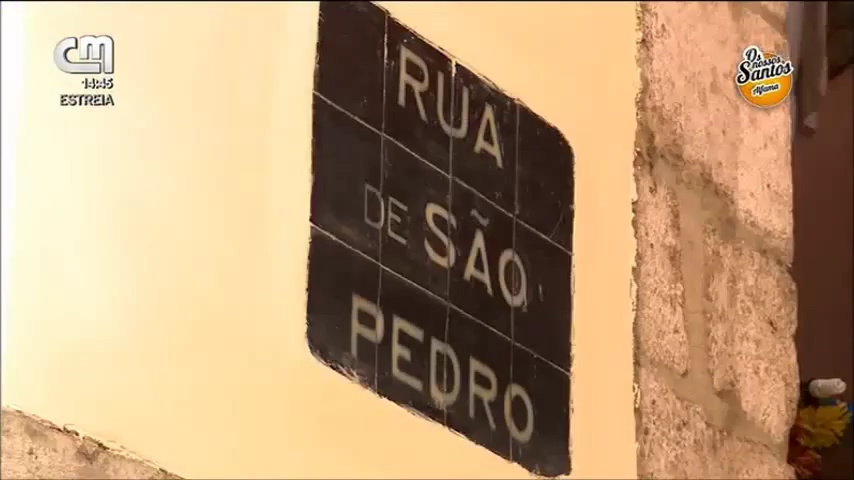 CM
14:45
ESTREIA
Os
nossos
Santos
Alfama
RUA
DE SÃO
PEDRO